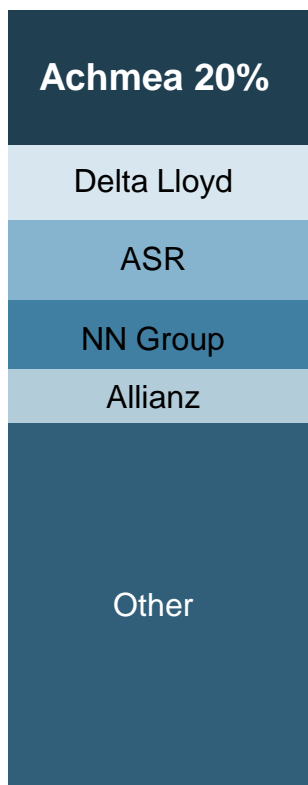 Achmea 20%
Delta Lloyd
ASR
NN Group
Allianz
Other